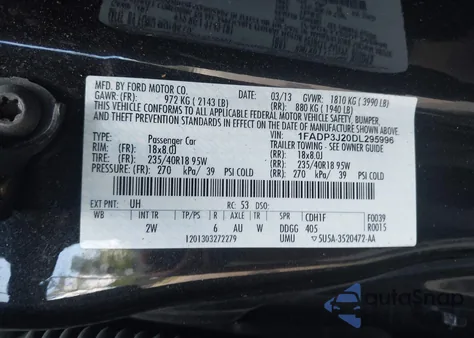 MFD. BY FORD MOTOR CO.
03/13 GVWR: 1810 KG ( 3990 LB)
GAWR: (FR): 972 KG ( 2143 LB) (RR): 880 KG ( 1940 LB)
THIS VEHICLE CONFORMS TO ALL APPLICABLE FEDERAL MOTOR VEHICLE SAFETY, BUMPER,
AND THEFT PREVENTION STANDARDS IN EFFECT ON THE DATE OF MANUFACTURE SHOWN ABOVE.
VEHICLE IDENTIFICATION NUMBER: 1FADP3J20DL295996
TYPE: Passenger Car TRAILER TOWING - SEE OWNER GUIDE
RIM: (FR) 18x8.0J (RR) 18x8.0J
TIRE: 235/40R18 95W 235/40R18 95W
PRESSURE: (FR) 270 kPa/ 39 PSI COLD (RR) 270 kPa/ 39 PSI COLD
EXT PNT: UH RC: 53 DSO:
WB INT TR TP/PS R AXLE TR SPR CDH1F F0039
2W 6 AU W DDGG 405 R0015
1201303272279 UMU ▽5U5A-3520472-AA
autoSnap